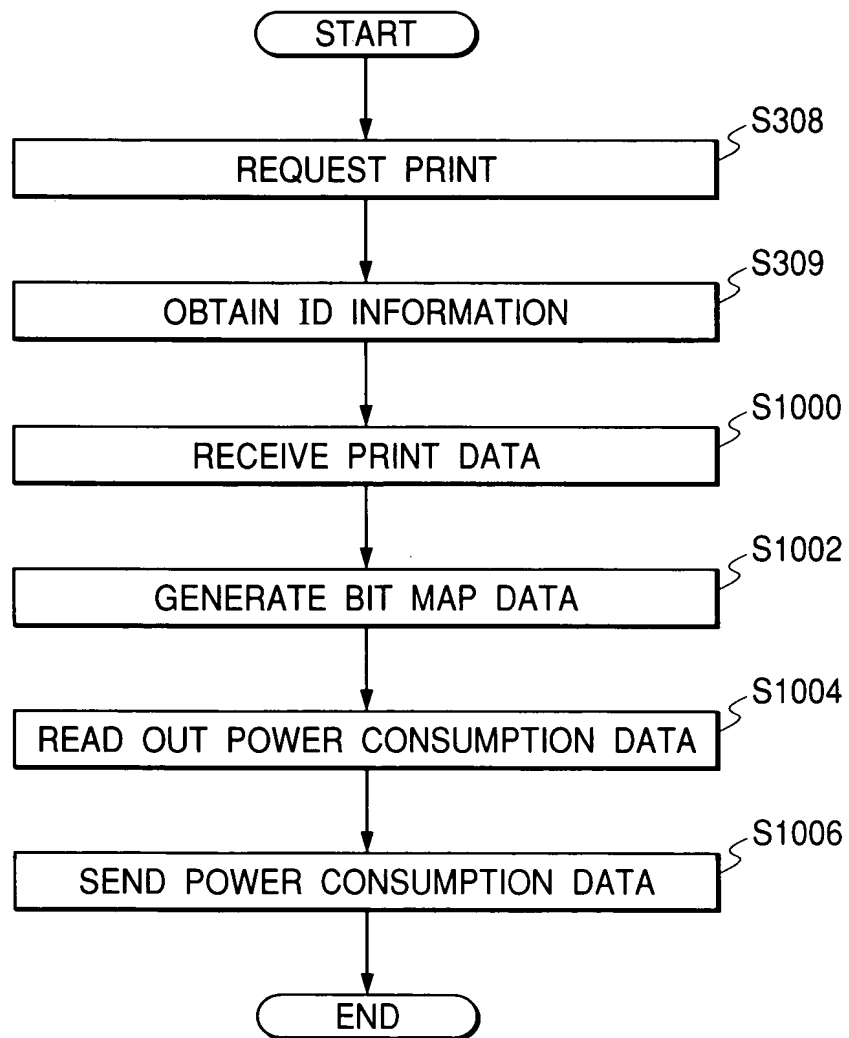 START
S308
REQUEST PRINT
S309
OBTAIN ID INFORMATION
S1000
RECEIVE PRINT DATA
S1002
GENERATE BIT MAP DATA
S1004
READ OUT POWER CONSUMPTION DATA
S1006
SEND POWER CONSUMPTION DATA
END